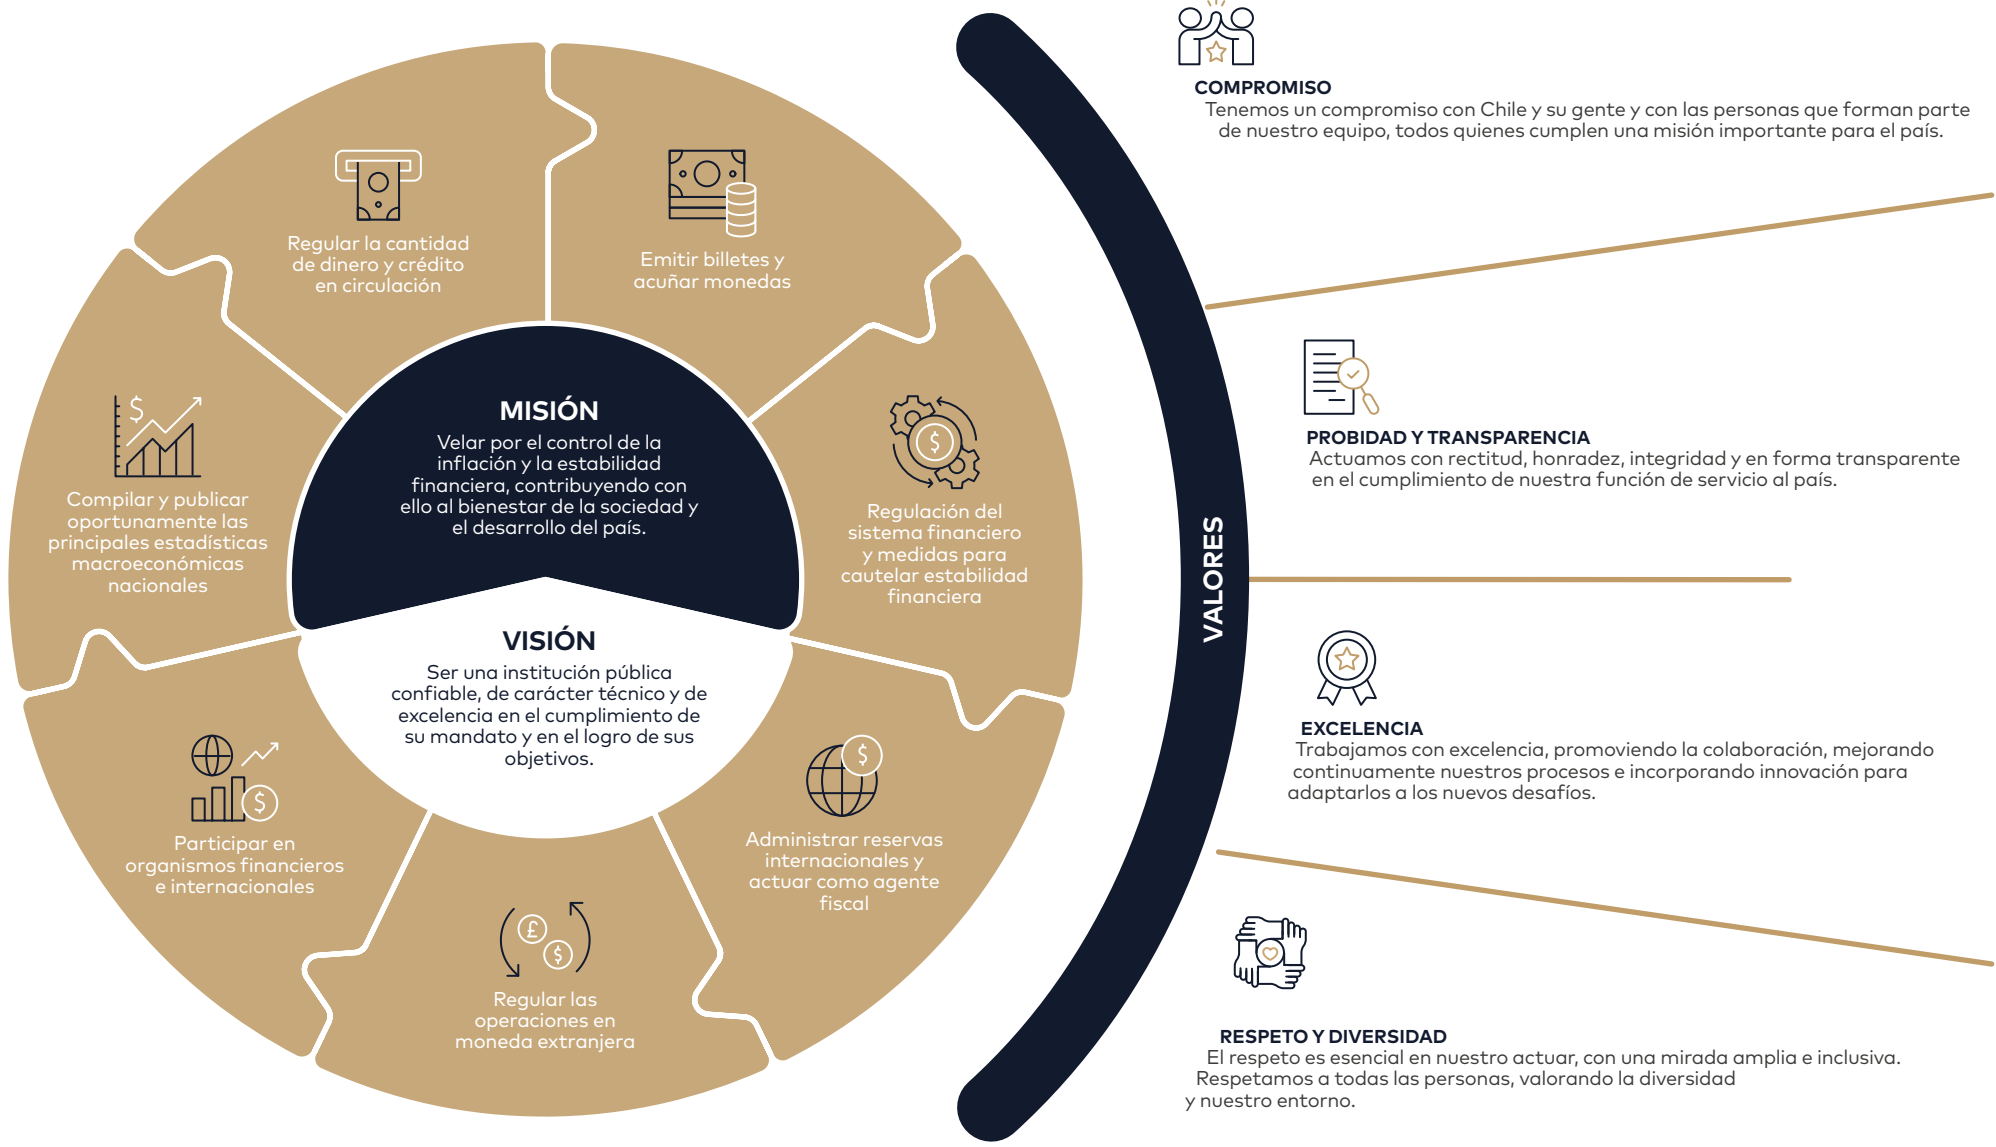 Regular la cantidad
de dinero y crédito
en circulación
Emitir billetes y
acuñar monedas
Compilar y publicar
oportunamente las
principales estadísticas
macroeconómicas
nacionales
MISIÓN
Velar por el control de la
inflación y la estabilidad
financiera, contribuyendo con
ello al bienestar de la sociedad y
el desarrollo del país.
Regulación del
sistema financiero
y medidas para
cautelar estabilidad
financiera
VISIÓN
Ser una institución pública
confiable, de carácter técnico y de
excelencia en el cumplimiento de
su mandato y en el logro de sus
objetivos.
Participar en
organismos financieros
e internacionales
Administrar reservas
internacionales y
actuar como agente
fiscal
Regular las
operaciones en
moneda extranjera
VALORES
COMPROMISO
Tenemos un compromiso con Chile y su gente y con las personas que forman parte
de nuestro equipo, todos quienes cumplen una misión importante para el país.
PROBIDAD Y TRANSPARENCIA
Actuamos con rectitud, honradez, integridad y en forma transparente
en el cumplimiento de nuestra función de servicio al país.
EXCELENCIA
Trabajamos con excelencia, promoviendo la colaboración, mejorando
continuamente nuestros procesos e incorporando innovación para
adaptarlos a los nuevos desafíos.
RESPETO Y DIVERSIDAD
El respeto es esencial en nuestro actuar, con una mirada amplia e inclusiva.
Respetamos a todas las personas, valorando la diversidad
y nuestro entorno.